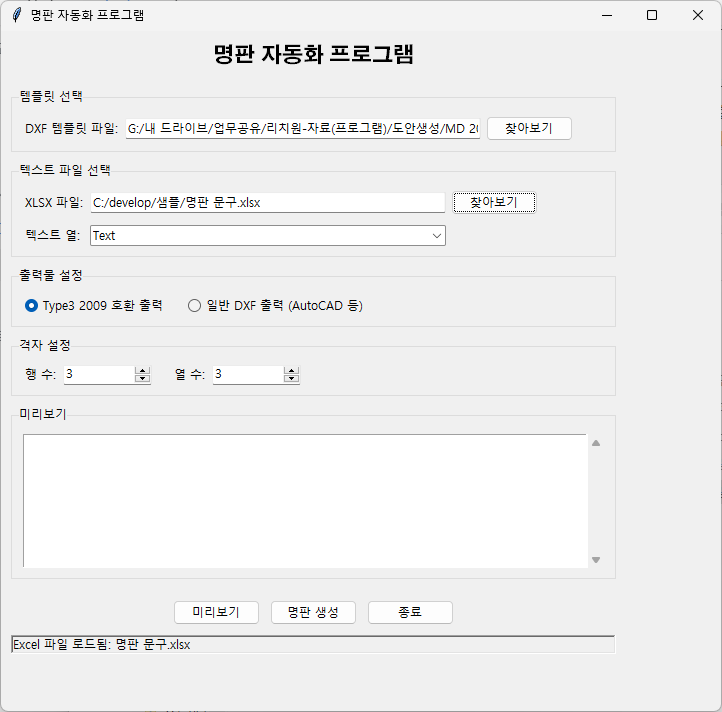 명판 자동화 프로그램
명판 자동화 프로그램
템플릿 선택
DXF 템플릿 파일: G:/내 드라이브/업무공유/리치원-자료(프로그램)/도안생성/MD 20 찾아보기
텍스트 파일 선택
XLSX 파일: C:/develop/샘플/명판 문구.xlsx 찾아보기
텍스트 열: Text
출력물 설정
Type3 2009 호환 출력 일반 DXF 출력 (AutoCAD 등)
격자 설정
행 수: 3 열 수: 3
미리보기
미리보기 명판 생성 종료
Excel 파일 로드됨: 명판 문구.xlsx